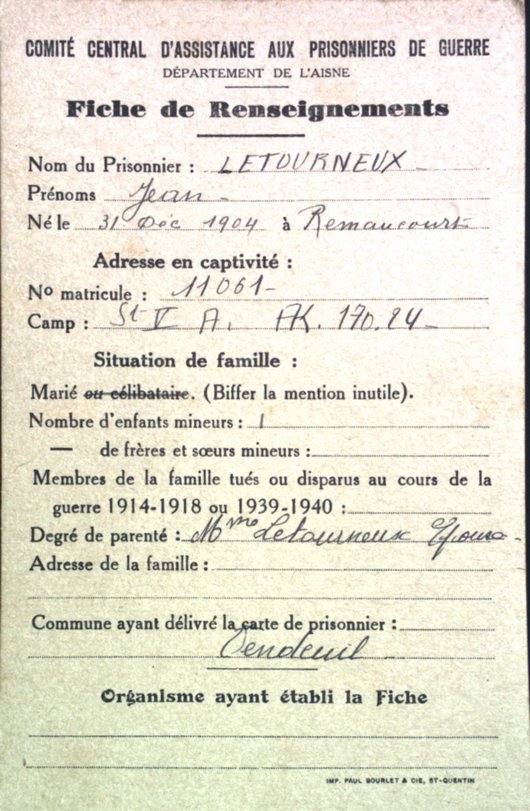 COMITÉ CENTRAL D'ASSISTANCE AUX PRISONNIERS DE GUERRE
DÉPARTEMENT DE L'AISNE
Fiche de Renseignements
Nom du Prisonnier : LETOURNEUX
Prénoms Jean
Né le 31 Déc 1904 à Remaucourt
Adresse en captivité :
No matricule : 11061
Camp : St V A. AK. 170.24
Situation de famille :
Marié ou célibataire. (Biffer la mention inutile).
Nombre d'enfants mineurs : 1
— de frères et sœurs mineurs :
Membres de la famille tués ou disparus au cours de la
guerre 1914-1918 ou 1939-1940 :
Degré de parenté : Mme Letourneux
Adresse de la famille :
Commune ayant délivré la carte de prisonnier :
Vendeuil
Organisme ayant établi la Fiche
IMP. PAUL BOURLET & CIE, ST-QUENTIN